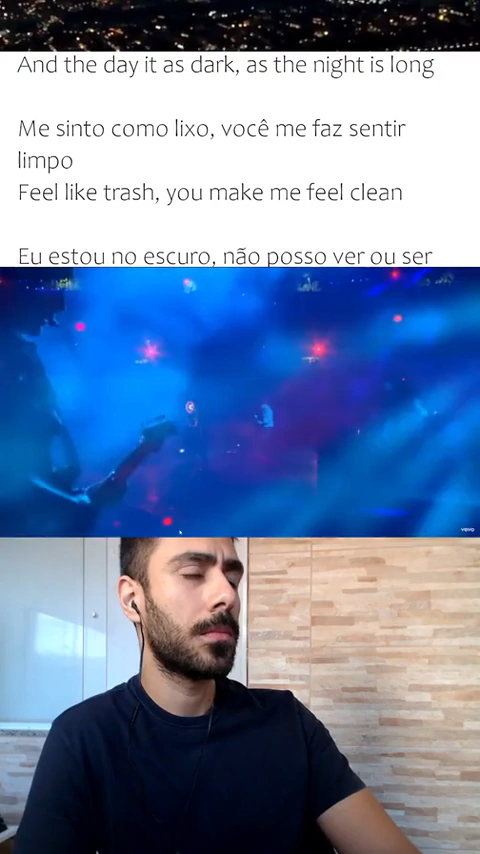 And the day it as dark, as the night is long
Me sinto como lixo, você me faz sentir
limpo
Feel like trash, you make me feel clean
Eu estou no escuro, não posso ver ou ser
vevo